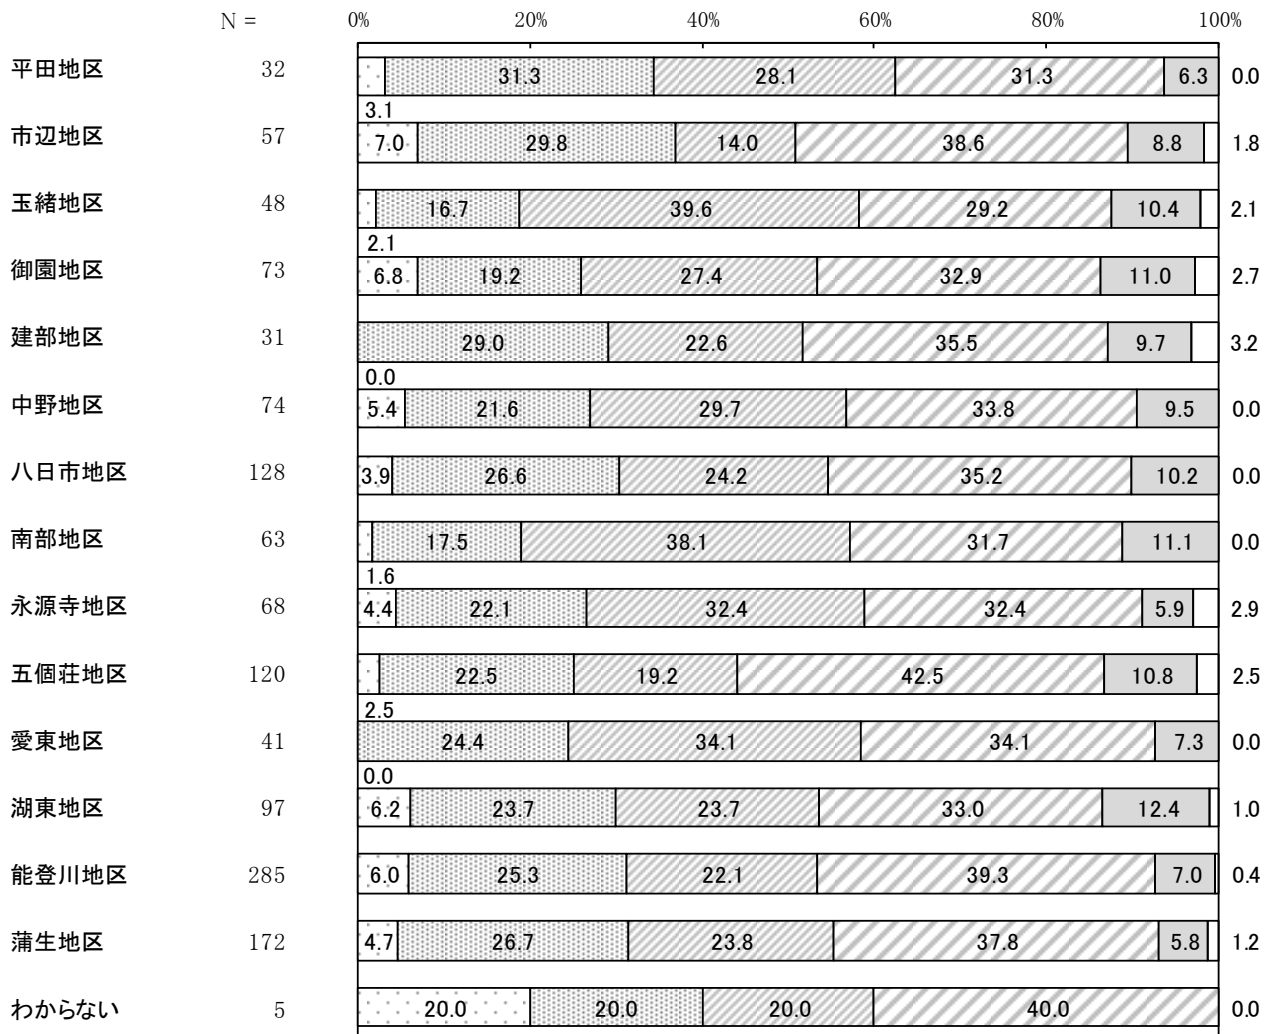 N = 0% 20% 40% 60% 80% 100%
平田地区 32 31.3 28.1 31.3 6.3 0.0
3.1
市辺地区 57 7.0 29.8 14.0 38.6 8.8 1.8
玉緒地区 48 16.7 39.6 29.2 10.4 2.1
2.1
御園地区 73 6.8 19.2 27.4 32.9 11.0 2.7
建部地区 31 29.0 22.6 35.5 9.7 3.2
0.0
中野地区 74 5.4 21.6 29.7 33.8 9.5 0.0
八日市地区 128 3.9 26.6 24.2 35.2 10.2 0.0
南部地区 63 17.5 38.1 31.7 11.1 0.0
1.6
永源寺地区 68 4.4 22.1 32.4 32.4 5.9 2.9
五個荘地区 120 22.5 19.2 42.5 10.8 2.5
2.5
愛東地区 41 24.4 34.1 34.1 7.3 0.0
0.0
湖東地区 97 6.2 23.7 23.7 33.0 12.4 1.0
能登川地区 285 6.0 25.3 22.1 39.3 7.0 0.4
蒲生地区 172 4.7 26.7 23.8 37.8 5.8 1.2
わからない 5 20.0 20.0 20.0 40.0 0.0